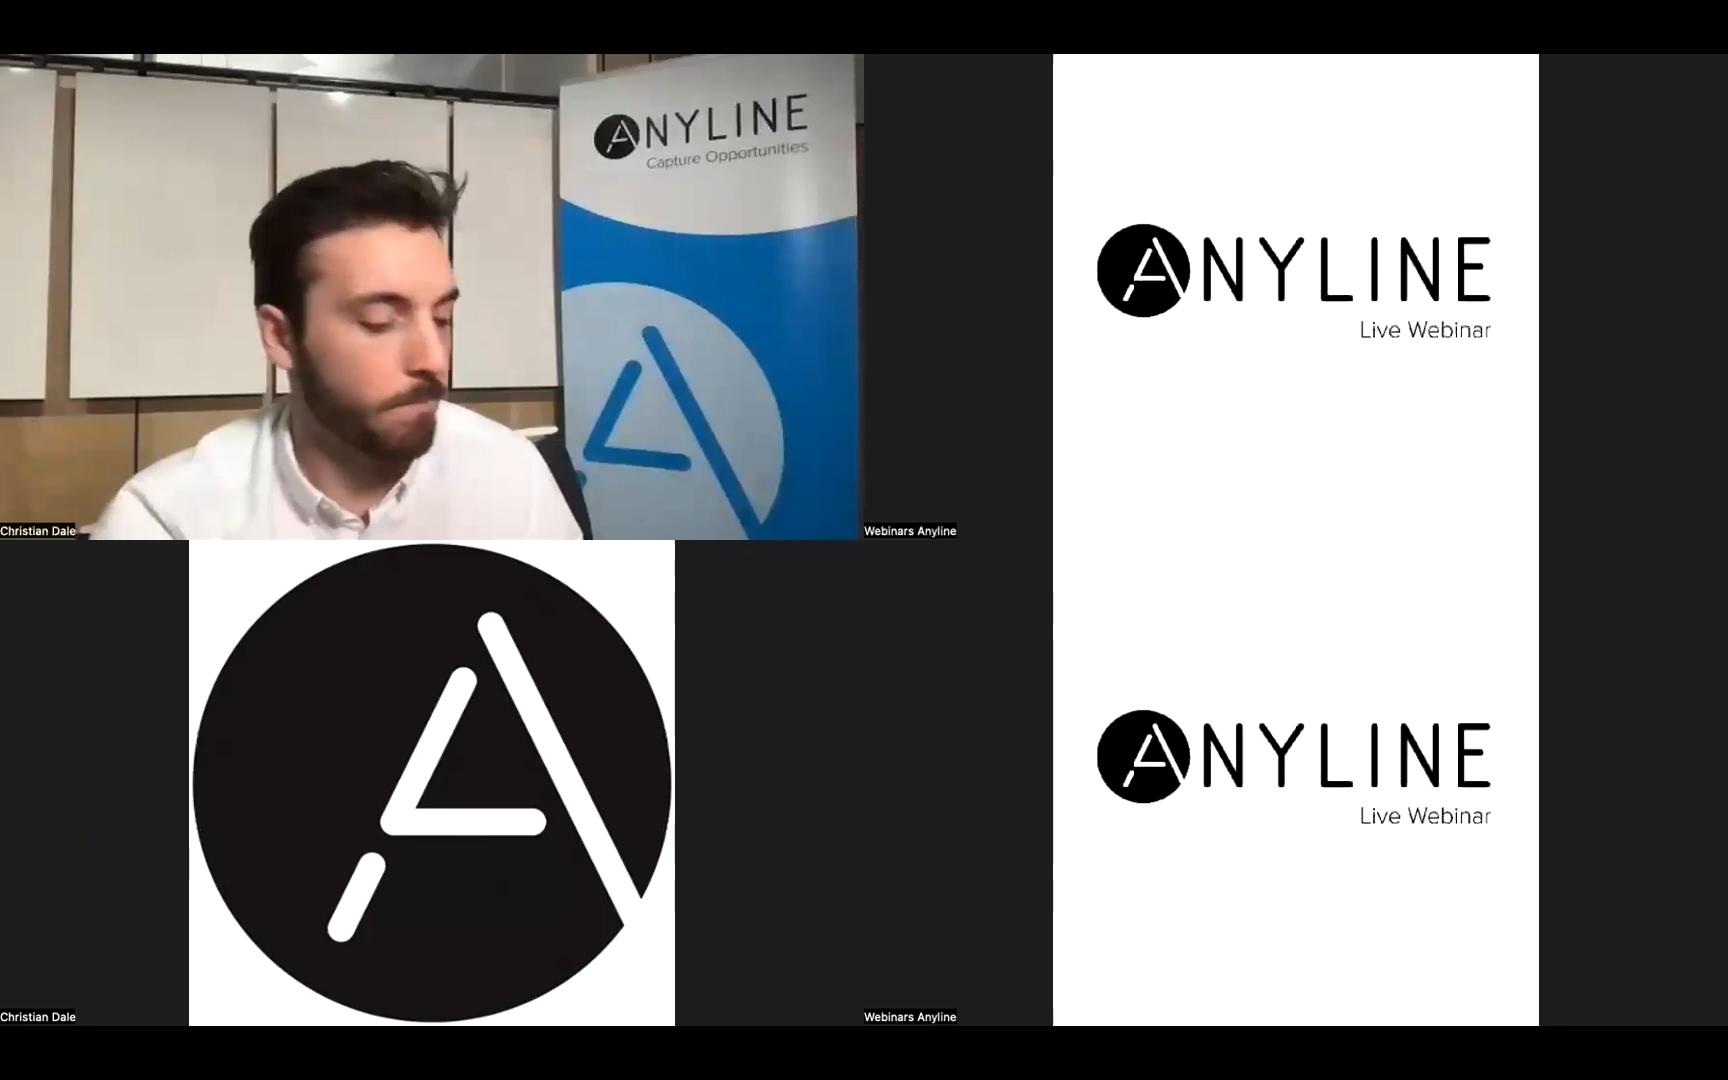 ANYLINE
Capture Opportunities
Christian Dale
ANYLINE
Live Webinar
Webinars Anyline
Christian Dale
ANYLINE
Live Webinar
Webinars Anyline